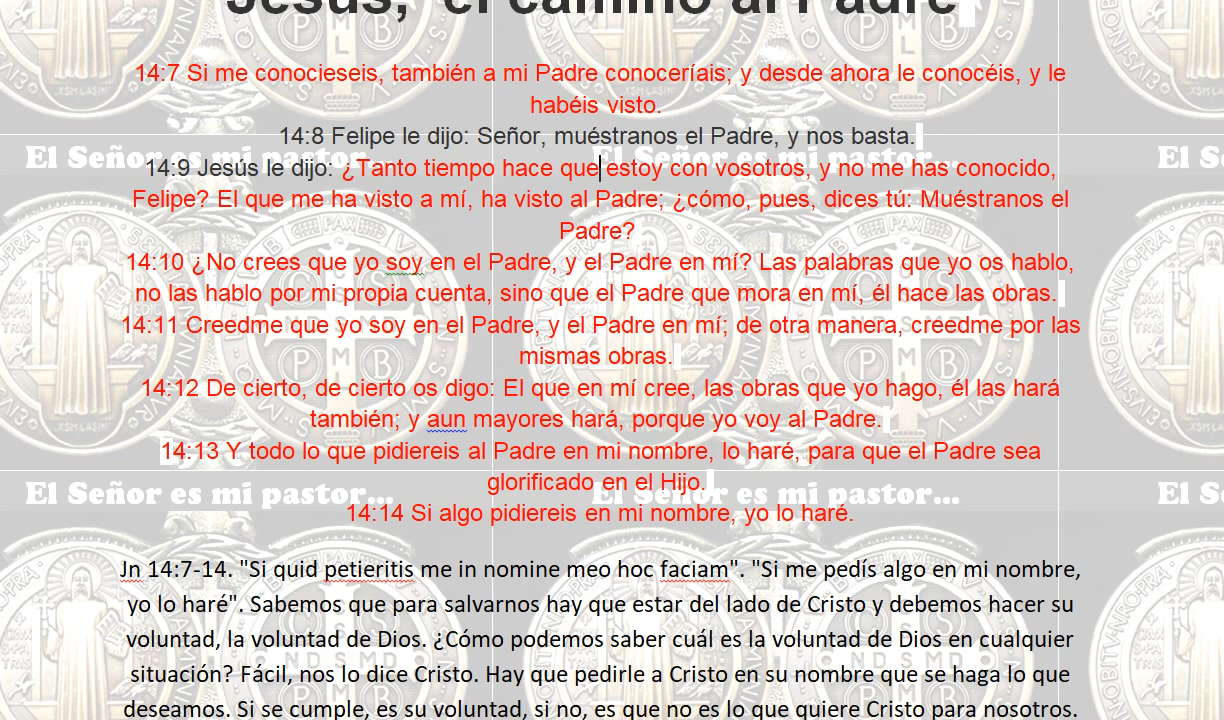 Jesús, el camino al Padre
14:7 Si me conocieseis, también a mi Padre conoceríais; y desde ahora le conocéis, y le
habéis visto.
14:8 Felipe le dijo: Señor, muéstranos el Padre, y nos basta.
El Señor es mi pastor...
El Señor es mi pastor...
El S
14:9 Jesús le dijo: ¿Tanto tiempo hace que estoy con vosotros, y no me has conocido,
Felipe? El que me ha visto a mí, ha visto al Padre; ¿cómo, pues, dices tú: Muéstranos el
Padre?
14:10 ¿No crees que yo soy en el Padre, y el Padre en mí? Las palabras que yo os hablo,
no las hablo por mi propia cuenta, sino que el Padre que mora en mí, él hace las obras.
14:11 Creedme que yo soy en el Padre, y el Padre en mí; de otra manera, creedme por las
mismas obras.
14:12 De cierto, de cierto os digo: El que en mí cree, las obras que yo hago, él las hará
también; y aun mayores hará, porque yo voy al Padre.
14:13 Y todo lo que pidiereis al Padre en mi nombre, lo haré, para que el Padre sea
glorificado en el Hijo.
El Señor es mi pastor...
El Señor es mi pastor...
El S
14:14 Si algo pidiereis en mi nombre, yo lo haré.
Jn 14:7-14. "Si quid petieritis me in nomine meo hoc faciam". "Si me pedís algo en mi nombre,
yo lo haré". Sabemos que para salvarnos hay que estar del lado de Cristo y debemos hacer su
voluntad, la voluntad de Dios. ¿Cómo podemos saber cuál es la voluntad de Dios en cualquier
situación? Fácil, nos lo dice Cristo. Hay que pedirle a Cristo en su nombre que se haga lo que
deseamos. Si se cumple, es su voluntad, si no, es que no es lo que quiere Cristo para nosotros.